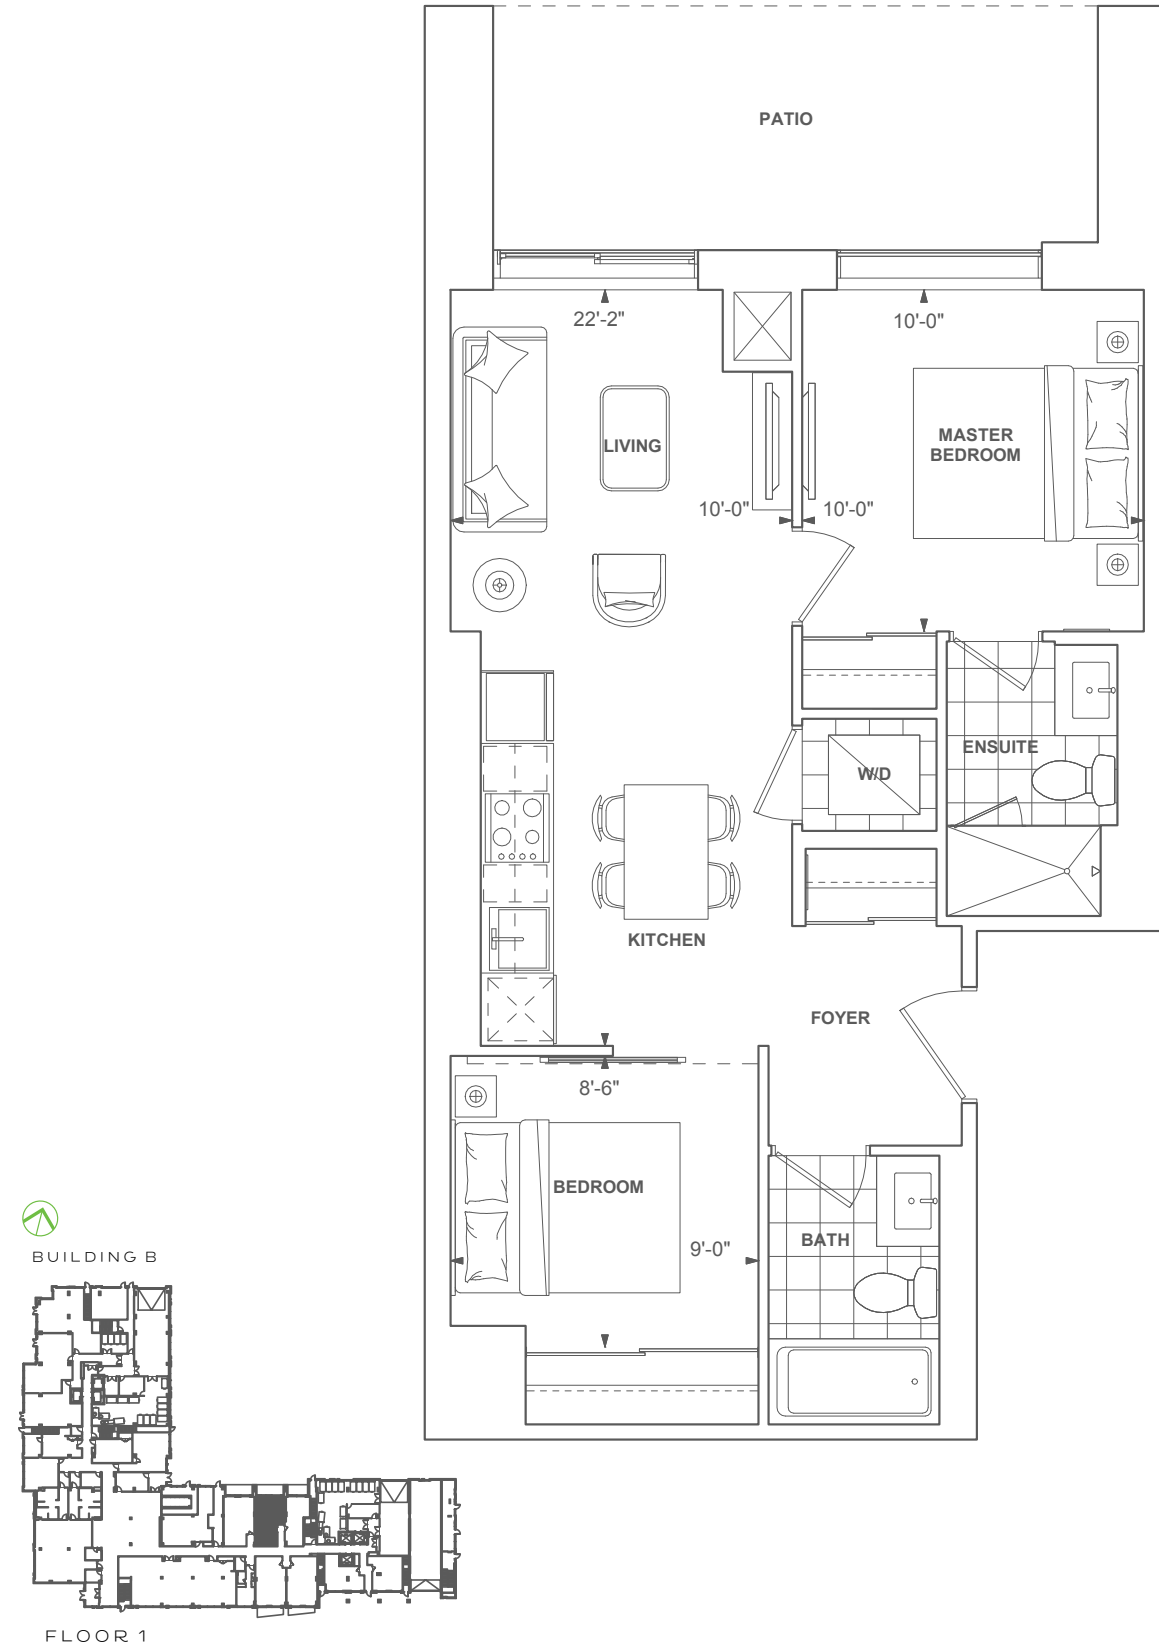 PATIO
22'-2"
10'-0"
LIVING
MASTER
BEDROOM
10'-0"
10'-0"
ENSUITE
W/D
KITCHEN
FOYER
8'-6"
BEDROOM
BATH
9'-0"
BUILDING B
FLOOR 1